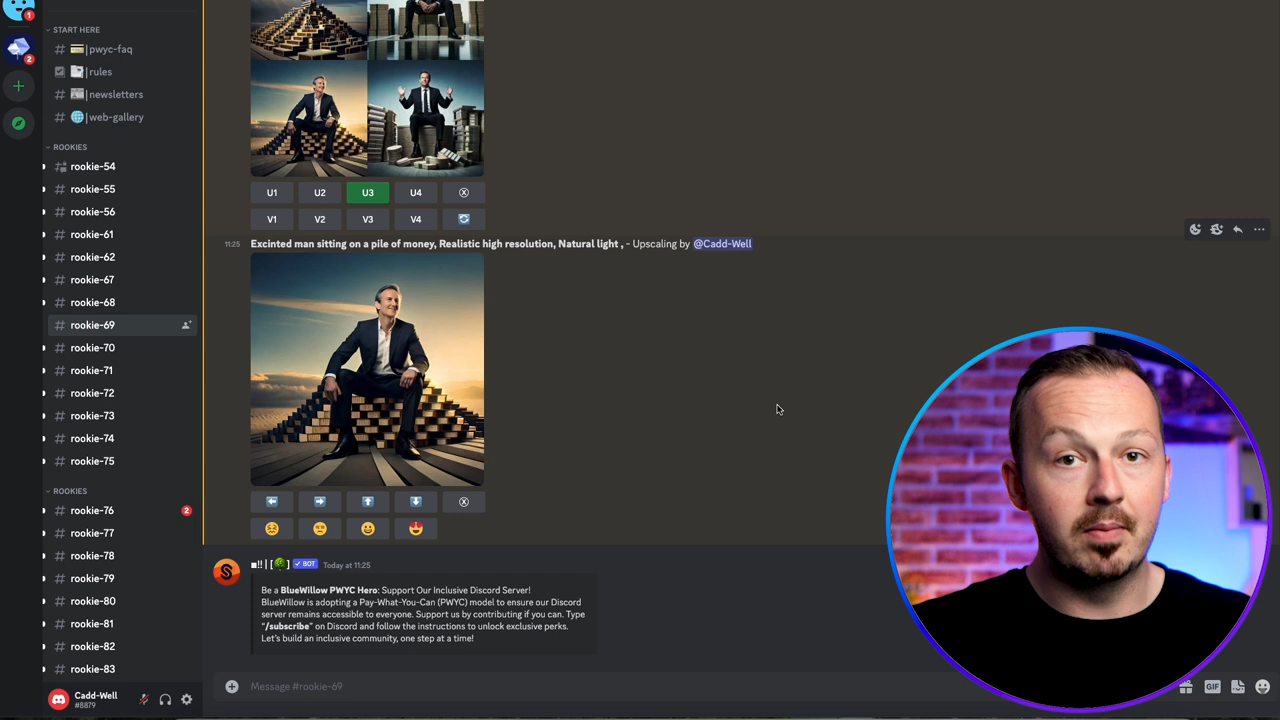 1
2
START HERE
|pwyc-faq
|rules
|newsletters
|web-gallery
ROOKIES
rookie-54
rookie-55
rookie-56
rookie-61
rookie-62
rookie-67
rookie-68
rookie-69
rookie-70
rookie-71
rookie-72
rookie-73
rookie-74
rookie-75
ROOKIES
rookie-76 2
rookie-77
rookie-78
rookie-79
rookie-80
rookie-81
rookie-82
rookie-83
Cadd-Well
#8879
U1 U2 U3 U4
V1 V2 V3 V4
11:25 Excinted man sitting on a pile of money, Realistic high resolution, Natural light , - Upscaling by @Cadd-Well
BOT Today at 11:25
Be a BlueWillow PWYC Hero: Support Our Inclusive Discord Server!
BlueWillow is adopting a Pay-What-You-Can (PWYC) model to ensure our Discord
server remains accessible to everyone. Support us by contributing if you can. Type
"/subscribe" on Discord and follow the instructions to unlock exclusive perks.
Let's build an inclusive community, one step at a time!
Message #rookie-69
GIF